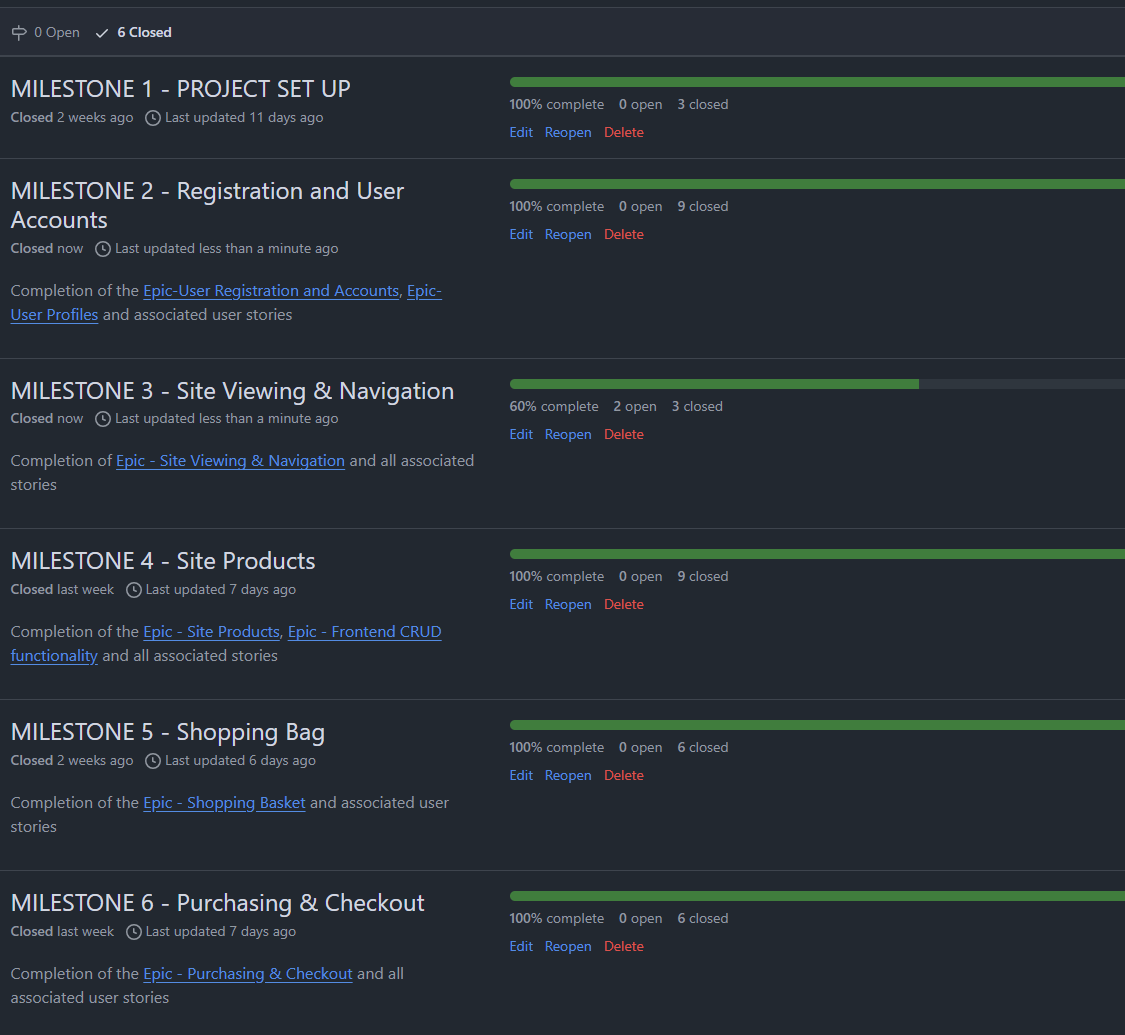 0 Open 6 Closed
MILESTONE 1 - PROJECT SET UP
Closed 2 weeks ago Last updated 11 days ago
100% complete 0 open 3 closed
Edit Reopen Delete
MILESTONE 2 - Registration and User
Accounts
Closed now Last updated less than a minute ago
Completion of the Epic-User Registration and Accounts, Epic-
User Profiles and associated user stories
100% complete 0 open 9 closed
Edit Reopen Delete
MILESTONE 3 - Site Viewing & Navigation
Closed now Last updated less than a minute ago
Completion of Epic - Site Viewing & Navigation and all associated
stories
60% complete 2 open 3 closed
Edit Reopen Delete
MILESTONE 4 - Site Products
Closed last week Last updated 7 days ago
Completion of the Epic - Site Products, Epic - Frontend CRUD
functionality and all associated stories
100% complete 0 open 9 closed
Edit Reopen Delete
MILESTONE 5 - Shopping Bag
Closed 2 weeks ago Last updated 6 days ago
Completion of the Epic - Shopping Basket and associated user
stories
100% complete 0 open 6 closed
Edit Reopen Delete
MILESTONE 6 - Purchasing & Checkout
Closed last week Last updated 7 days ago
Completion of the Epic - Purchasing & Checkout and all
associated user stories
100% complete 0 open 6 closed
Edit Reopen Delete